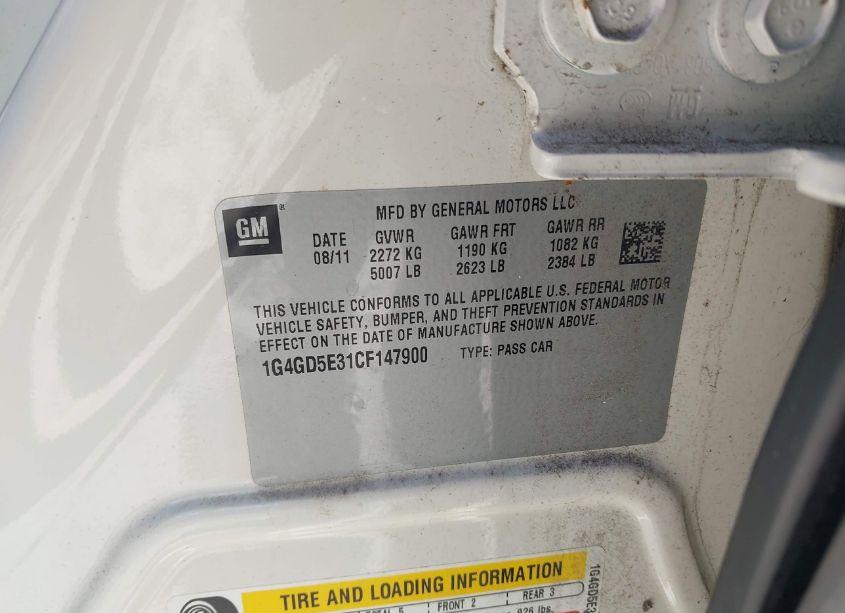 GM
MFD BY GENERAL MOTORS LLC
DATE GVWR GAWR FRT GAWR RR
08/11 2272 KG 1190 KG 1082 KG
5007 LB 2623 LB 2384 LB
THIS VEHICLE CONFORMS TO ALL APPLICABLE U.S. FEDERAL MOTOR
VEHICLE SAFETY, BUMPER, AND THEFT PREVENTION STANDARDS IN
EFFECT ON THE DATE OF MANUFACTURE SHOWN ABOVE.
1G4GD5E31CF147900 TYPE: PASS CAR
TIRE AND LOADING INFORMATION
FRONT 2 REAR 3
lbs.
1G4GD5E3